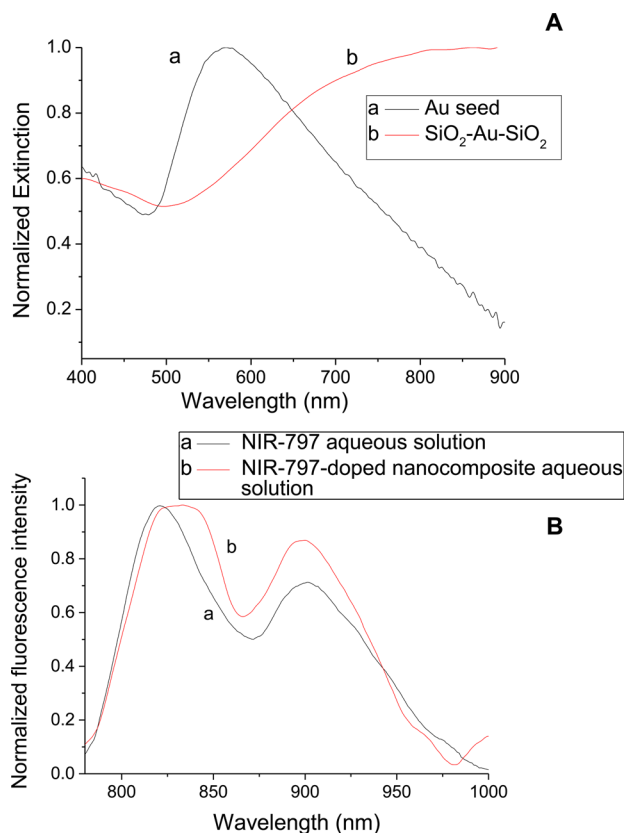 A
a
b
a Au seed
b SiO₂-Au-SiO₂
1.0
0.8
0.6
0.4
0.2
Normalized Extinction
400 500 600 700 800 900
Wavelength (nm)
a NIR-797 aqueous solution
b NIR-797-doped nanocomposite aqueous
solution
B
b
a
1.0
0.8
0.6
0.4
0.2
0.0
Normalized fluorescence intensity
800 850 900 950 1000
Wavelength (nm)